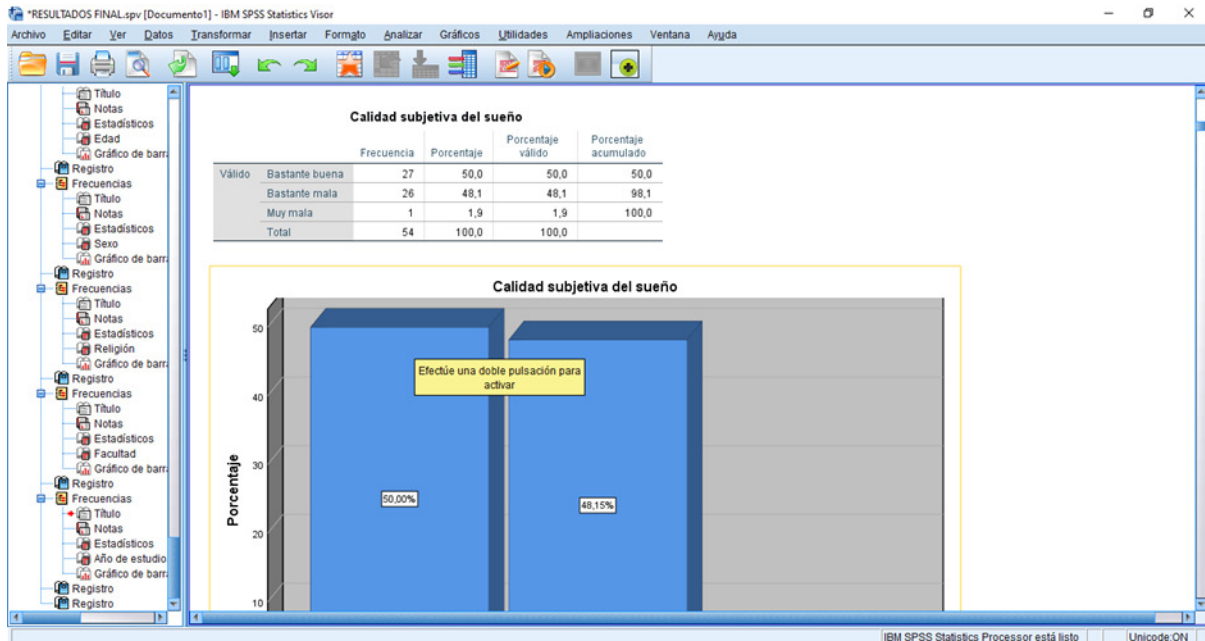 *RESULTADOS FINAL.spv [Documento1] - IBM SPSS Statistics Visor
Archivo Editar Ver Datos Transformar Insertar Formato Analizar Gráficos Utilidades Ampliaciones Ventana Ayuda
Título
Notas
Estadísticos
Edad
Gráfico de barra
Registro
Frecuencias
Título
Notas
Estadísticos
Sexo
Gráfico de barra
Registro
Frecuencias
Título
Notas
Estadísticos
Religión
Gráfico de barra
Registro
Frecuencias
Título
Notas
Estadísticos
Facultad
Gráfico de barra
Registro
Frecuencias
Título
Notas
Estadísticos
Año de estudio
Gráfico de barra
Registro
Registro
Calidad subjetiva del sueño
Frecuencia Porcentaje Porcentaje válido Porcentaje acumulado
Válido Bastante buena 27 50,0 50,0 50,0
Bastante mala 26 48,1 48,1 98,1
Muy mala 1 1,9 1,9 100,0
Total 54 100,0 100,0
Calidad subjetiva del sueño
Porcentaje
50
40
30
20
10
Efectúe una doble pulsación para
activar
50,00%
48,15%
IBM SPSS Statistics Processor está listo Unicode:ON